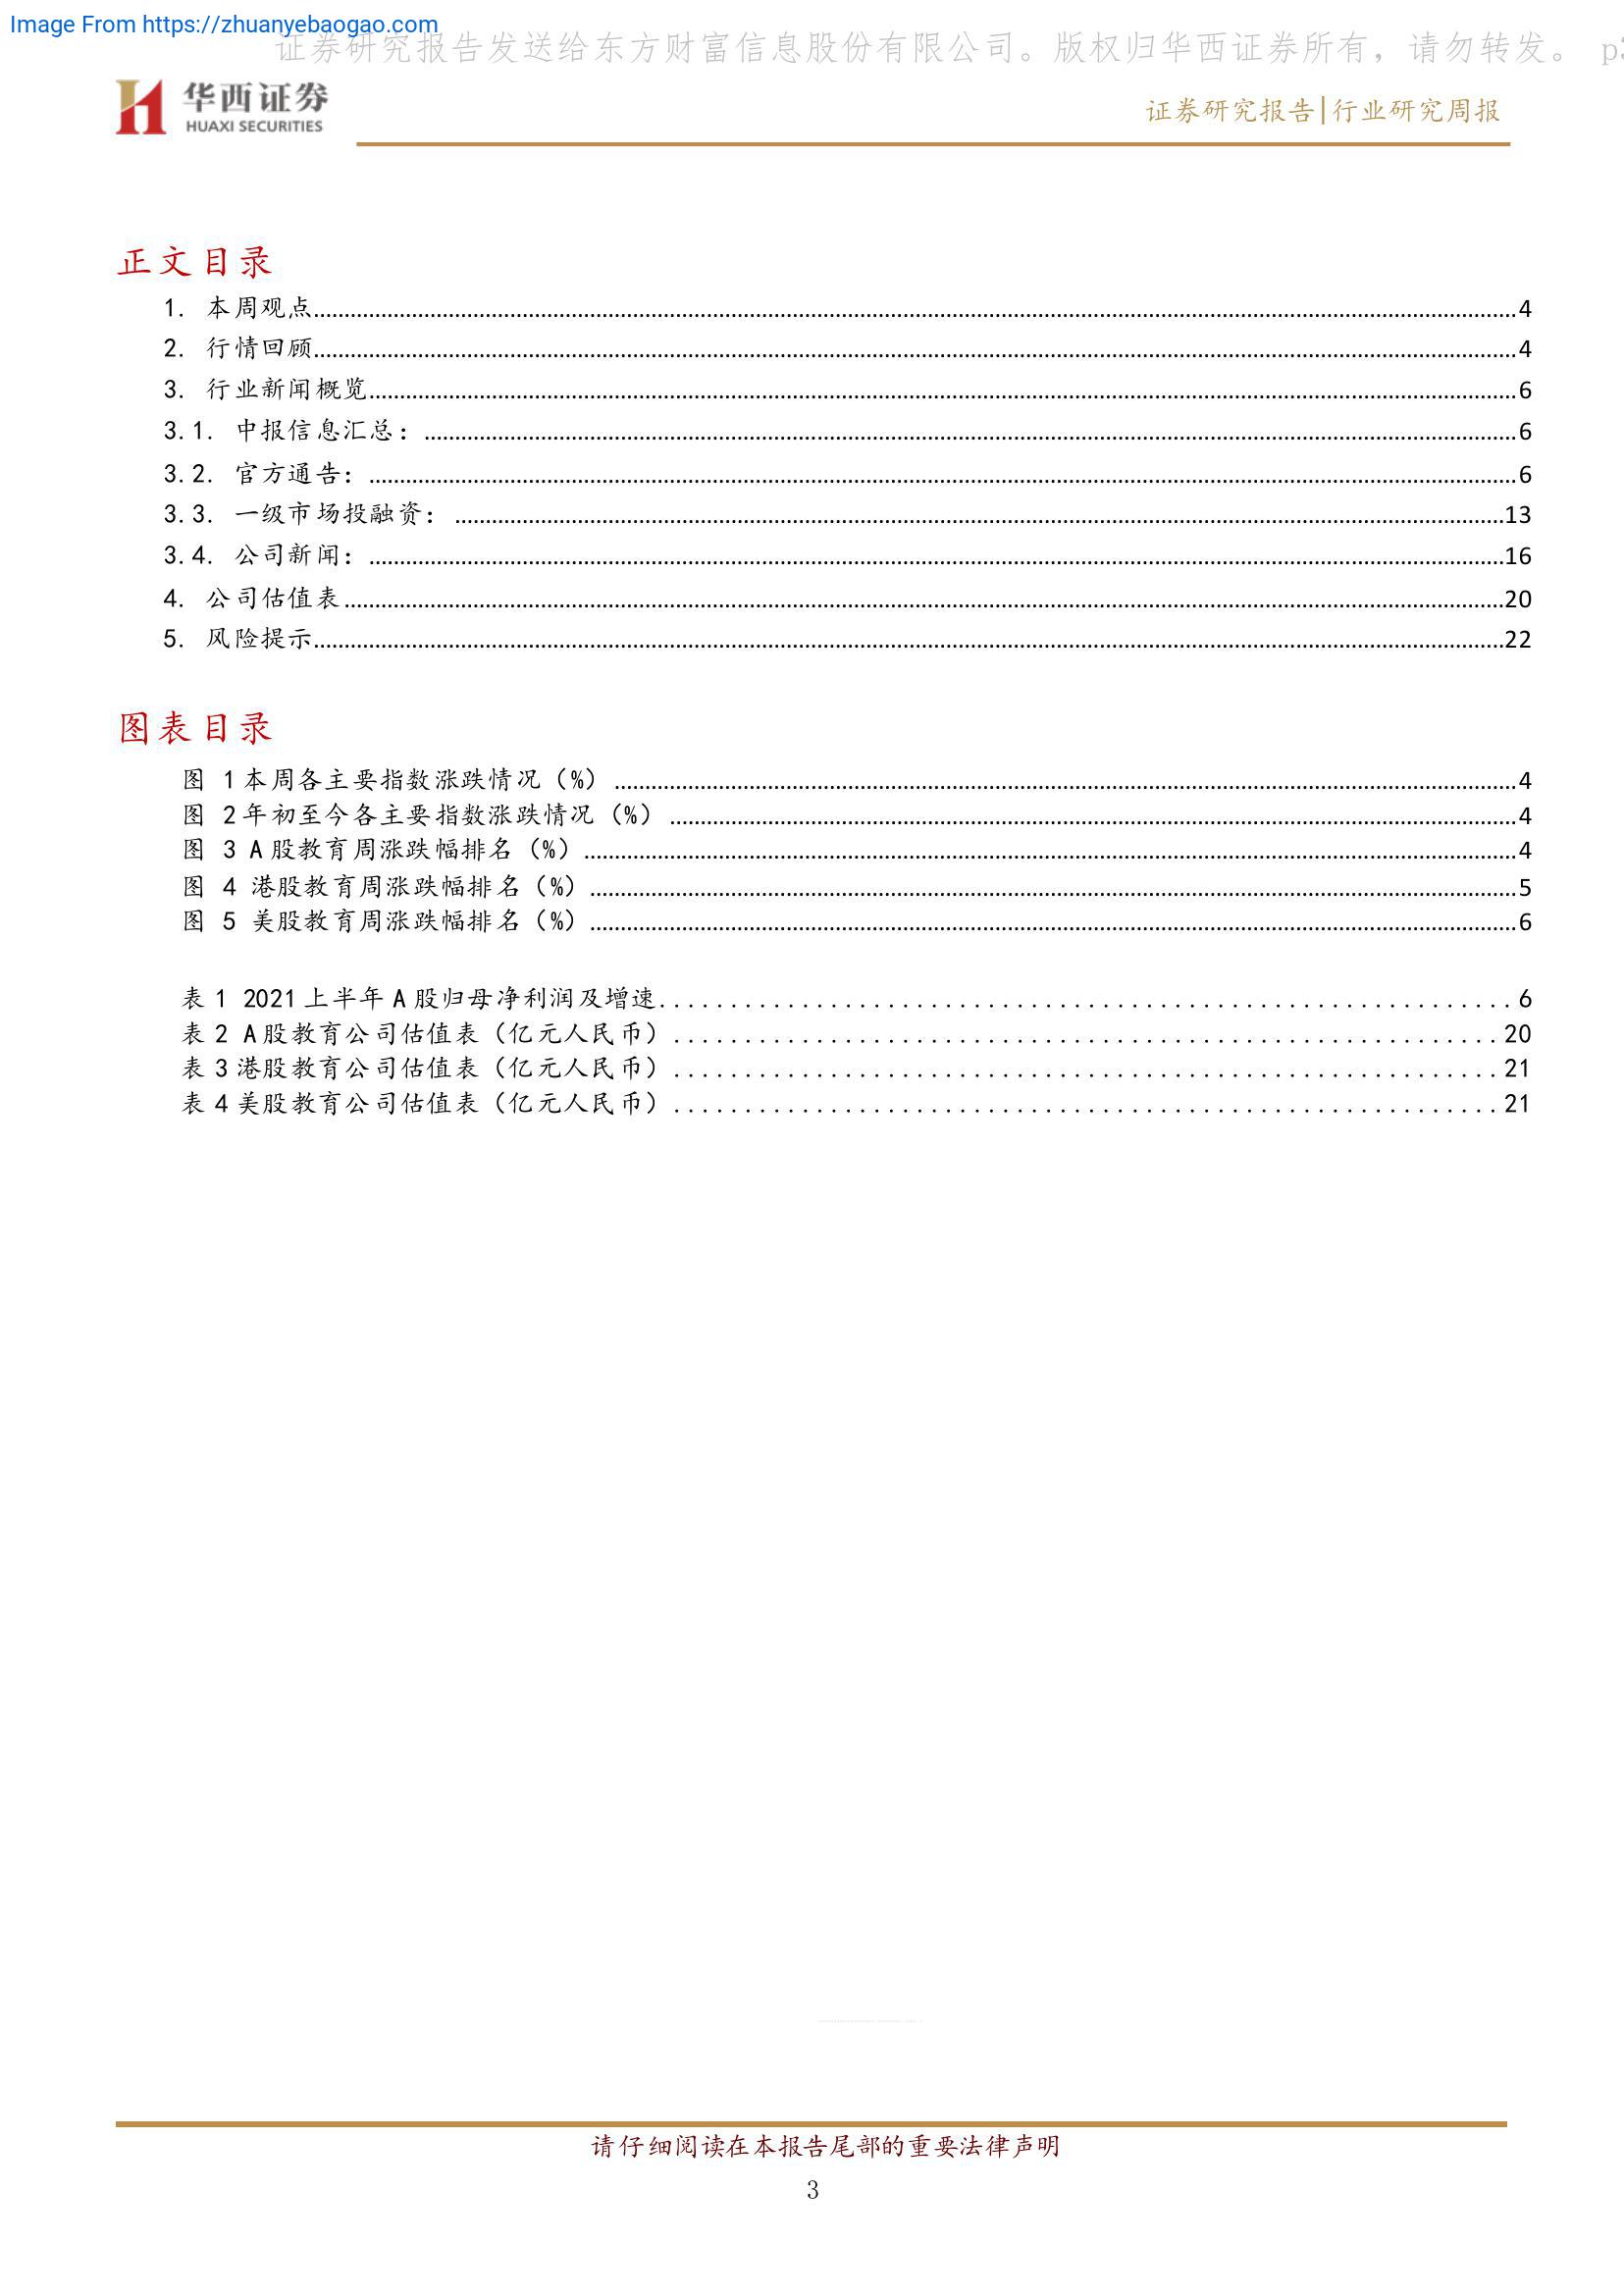 Image From https://zhuanyebaogao.com
证券研究报告发送给东方财富信息股份有限公司。版权归华西证券所有，请勿转发。 p3
华西证券
HUAXI SECURITIES
证券研究报告|行业研究周报
正文目录
1. 本周观点........4
2. 行情回顾........4
3. 行业新闻概览........6
3.1. 中报信息汇总：........6
3.2. 官方通告：........6
3.3. 一级市场投融资：........13
3.4. 公司新闻：........16
4. 公司估值表........20
5. 风险提示........22
图表目录
图 1 本周各主要指数涨跌情况（%）........4
图 2 年初至今各主要指数涨跌情况（%）........4
图 3 A 股教育周涨跌幅排名（%）........4
图 4 港股教育周涨跌幅排名（%）........5
图 5 美股教育周涨跌幅排名（%）........6
表 1 2021 上半年 A 股归母净利润及增速........6
表 2 A 股教育公司估值表（亿元人民币）........20
表 3 港股教育公司估值表（亿元人民币）........21
表 4 美股教育公司估值表（亿元人民币）........21
请仔细阅读在本报告尾部的重要法律声明
3